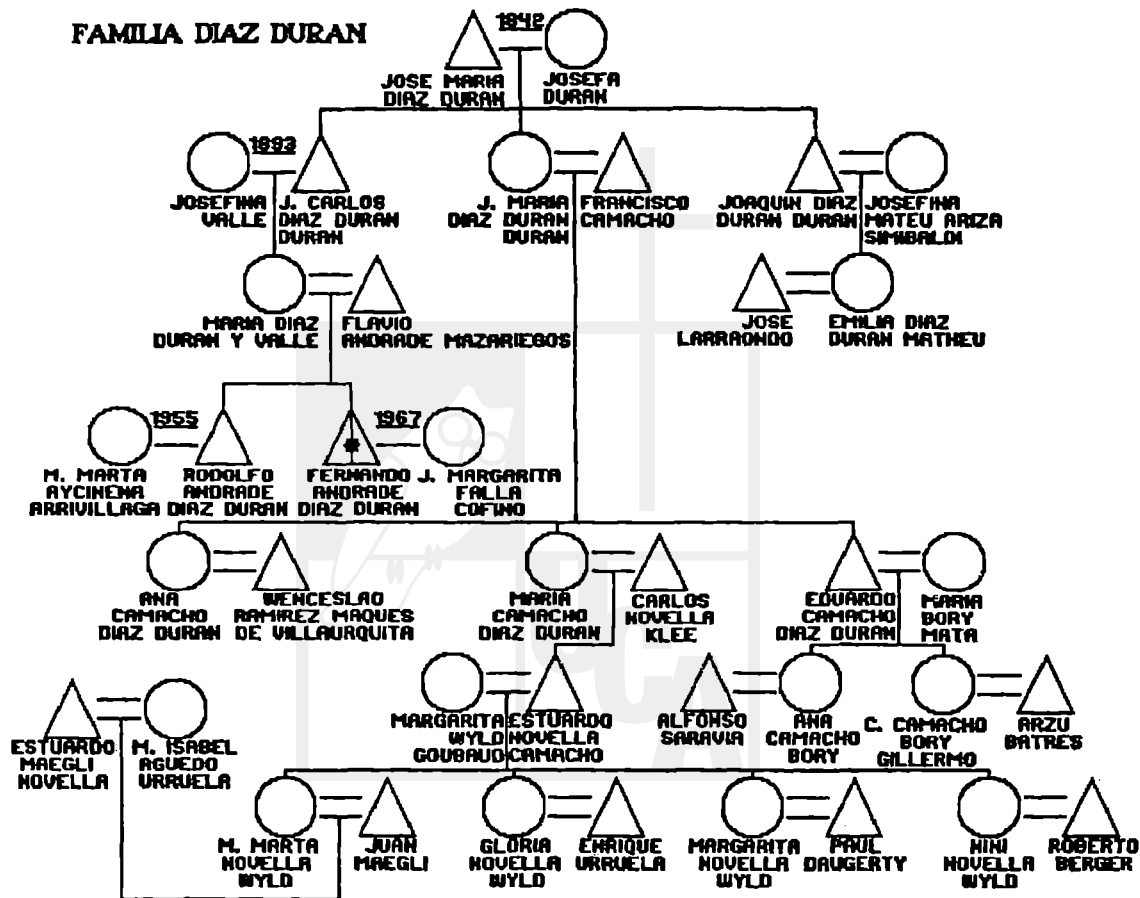 FAMILIA DIAZ DURAN
1842
JOSE MARIA
DIAZ DURAN
JOSEFA
DURAN
1893
JOSEFINA
VALLE
J. CARLOS
DIAZ DURAN
DURAN
J. MARIA
DIAZ DURAN
DURAN
FRANCISCO
CAMACHO
JOAQUIN DIAZ
DURAN DURAN
JOSEFINA
MATEU ARIZA
SIMIBALDI
MARIA DIAZ
DURAN Y VALLE
FLAVIO
ANDRADE MAZARIEGOS
JOSE
LARRAONDO
EMILIA DIAZ
DURAN MATHEU
1955
1967
M. MARTA
AYCINENA
ARRIVILLAGA
RODOLFO
ANDRADE
DIAZ DURAN
FERNANDO
ANDRADE
DIAZ DURAN
J. MARGARITA
FALLA
COFINO
ANA
CAMACHO
DIAZ DURAN
WENCESLAO
RAMIREZ MAQUES
DE VILLAURQUITA
MARIA
CAMACHO
DIAZ DURAN
CARLOS
NOVELLA
KLEE
EDUARDO
CAMACHO
DIAZ DURAN
MARIA
BORY
MATA
ESTUARDO
MAEGLI
NOVELLA
M. ISABEL
AGUEDO
URRUELA
MARGARITA
WYLD
GOUBAUD
ESTUARDO
NOVELLA
CAMACHO
ALFONSO
SARAVIA
ANA
CAMACHO
BORY
C. CAMACHO
BORY
GILLERMO
ARZU
BATRES
M. MARTA
NOVELLA
WYLD
JUAN
MAEGLI
GLORIA
NOVELLA
WYLD
ENRIQUE
URRUELA
MARGARITA
NOVELLA
WYLD
PAUL
DAUGERTY
NINI
NOVELLA
WYLD
ROBERTO
BERGER
UCA